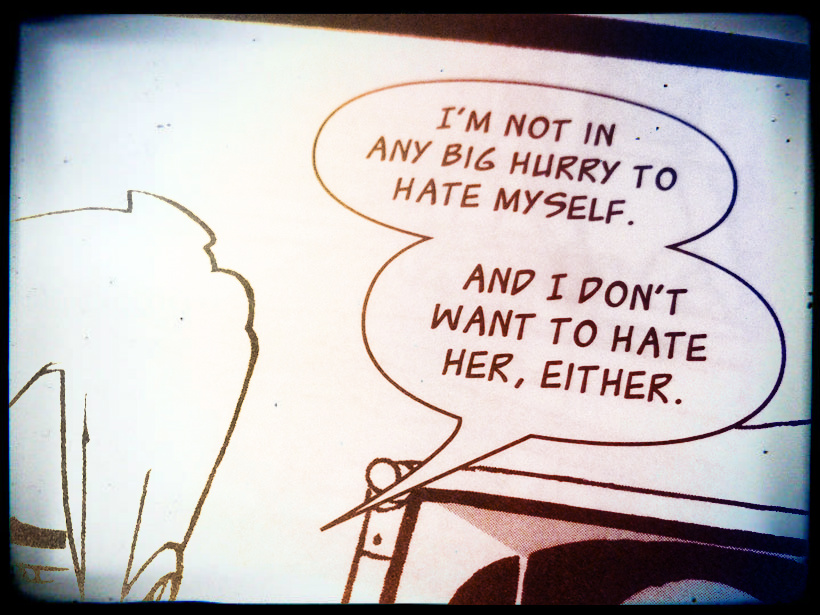 I'M NOT IN
ANY BIG HURRY TO
HATE MYSELF.
AND I DON'T
WANT TO HATE
HER, EITHER.